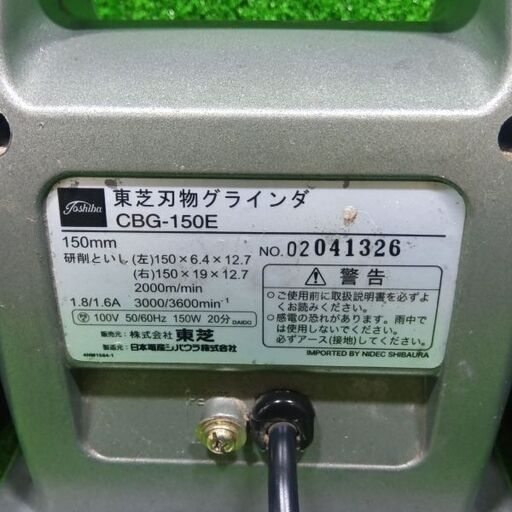 Toshiba
東芝刃物グラインダ
CBG-150E
150mm
NO. 02041326
研削といし(左)150×6.4×12.7
(右)150×19×12.7
2000m/min
1.8/1.6A 3000/3600min⁻¹
100V 50/60Hz 150W 20分 DAIDO
販売元：株式会社 東芝
製造元：日本電産シバウラ株式会社
⚠ 警告
●ご使用前に取扱説明書を必ずよ
くお読みください。
●感電の恐れがあります。雨中で
は使用しないでください。
必ずアース(接地)してください。
IMPORTED BY NIDEC SHIBAURA